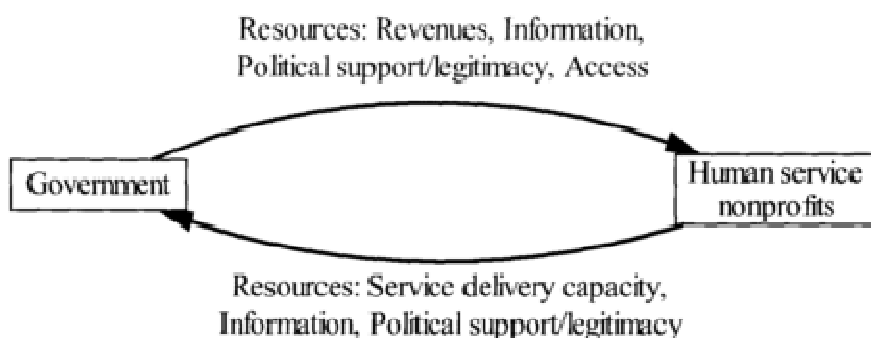 Resources: Revenues, Information,
Political support/legitimacy, Access
Government
Human service
nonprofits
Resources: Service delivery capacity,
Information, Political support/legitimacy